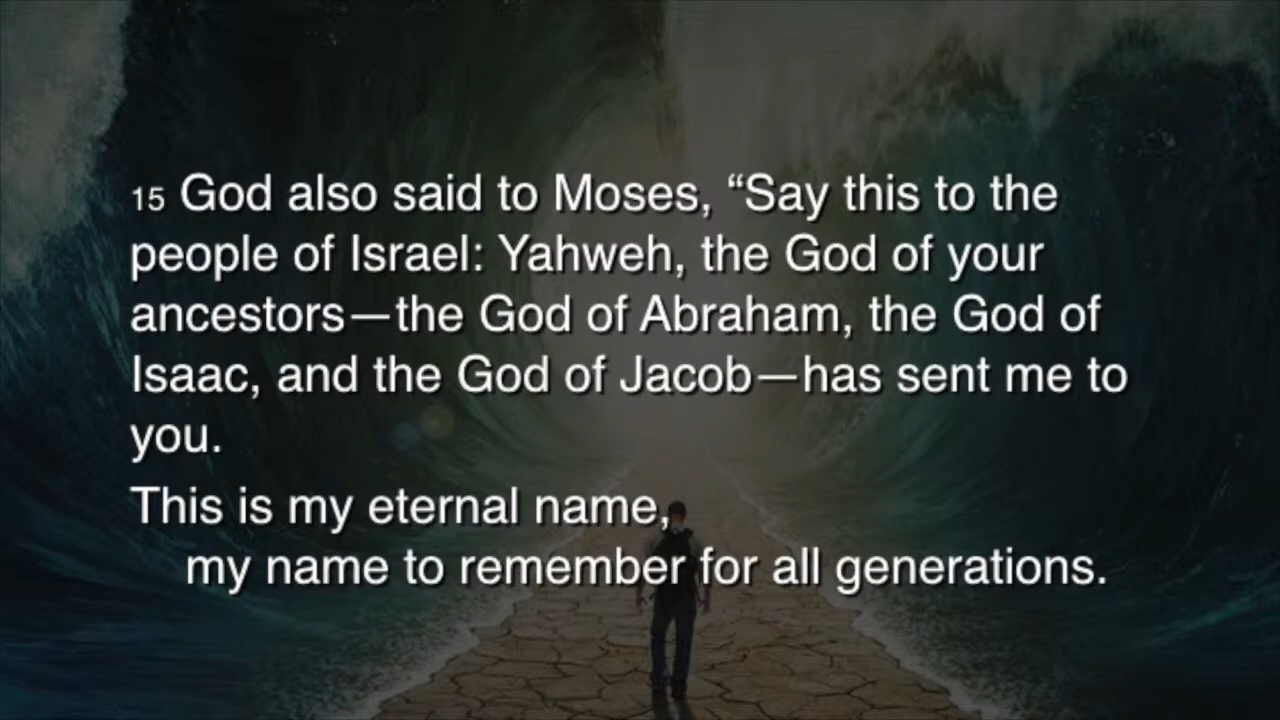 15 God also said to Moses, “Say this to the
people of Israel: Yahweh, the God of your
ancestors—the God of Abraham, the God of
Isaac, and the God of Jacob—has sent me to
you.
This is my eternal name,
my name to remember for all generations.